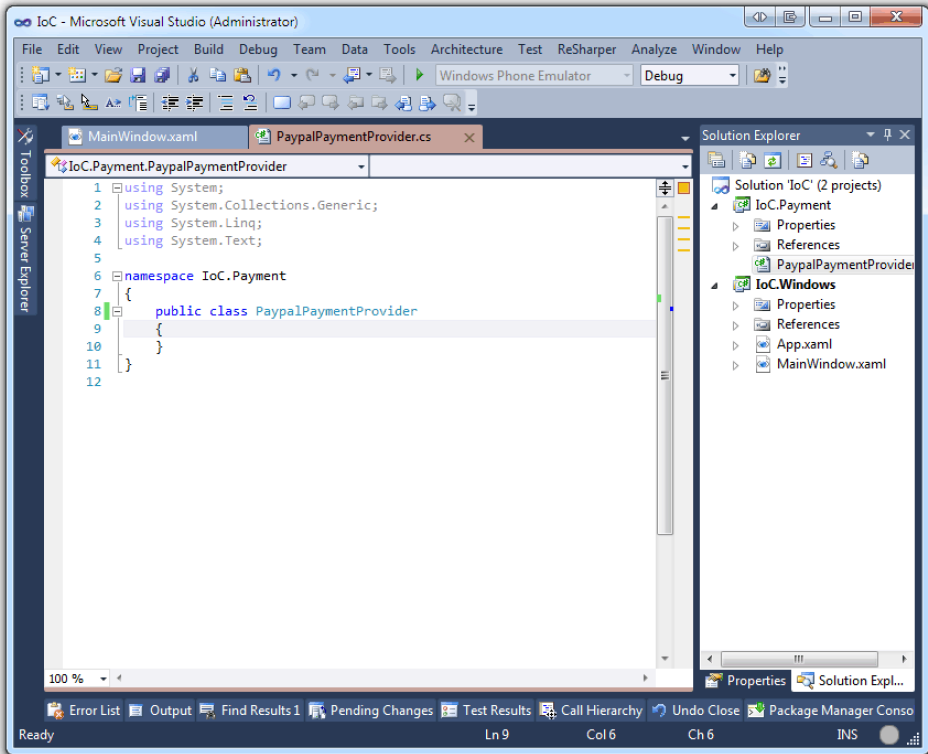 IoC - Microsoft Visual Studio (Administrator)
File Edit View Project Build Debug Team Data Tools Architecture Test ReSharper Analyze Window Help
Windows Phone Emulator Debug
Toolbox
Server Explorer
MainWindow.xaml PaypalPaymentProvider.cs
IoC.Payment.PaypalPaymentProvider
1 using System;
2 using System.Collections.Generic;
3 using System.Linq;
4 using System.Text;
5
6 namespace IoC.Payment
7 {
8 public class PaypalPaymentProvider
9 {
10 }
11 }
12
100 %
Solution Explorer
Solution 'IoC' (2 projects)
IoC.Payment
Properties
References
PaypalPaymentProvider
IoC.Windows
Properties
References
App.xaml
MainWindow.xaml
Properties Solution Expl...
Error List Output Find Results 1 Pending Changes Test Results Call Hierarchy Undo Close Package Manager Conso
Ready Ln 9 Col 6 Ch 6 INS